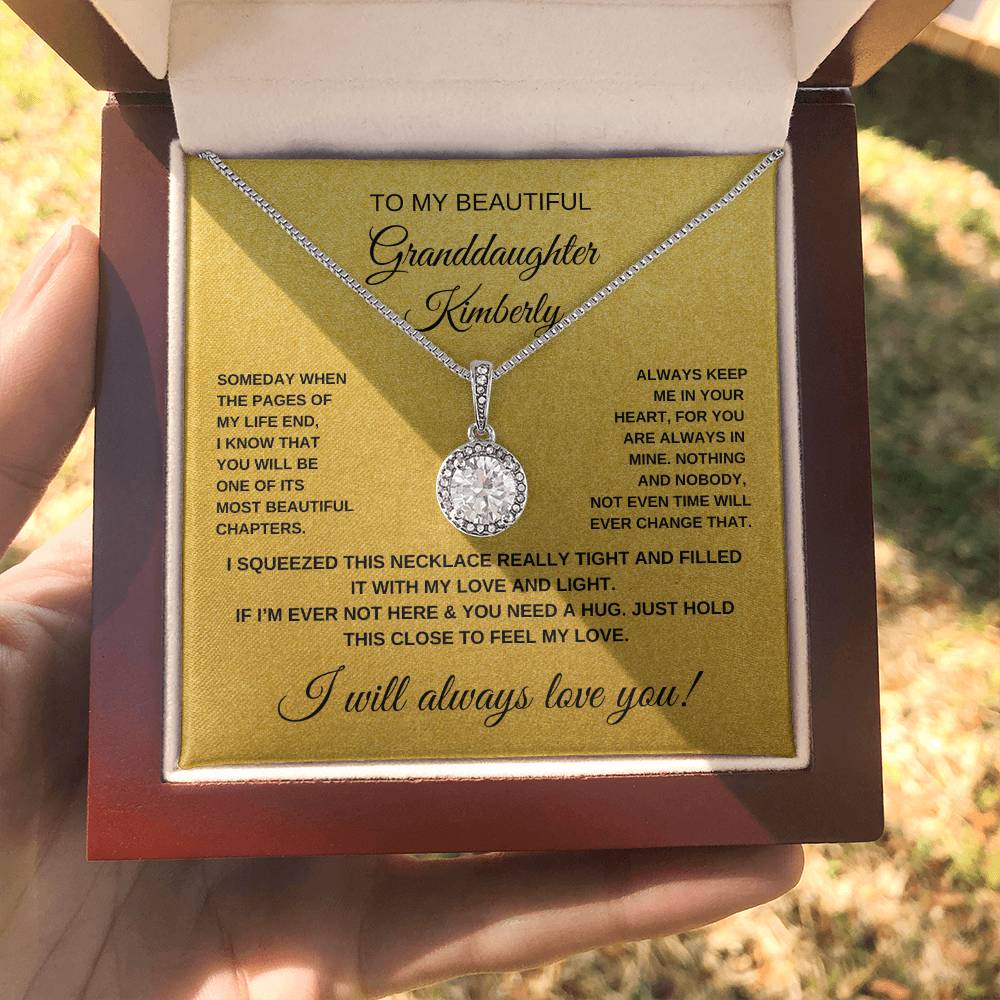 TO MY BEAUTIFUL
Granddaughter
Kimberly
SOMEDAY WHEN
THE PAGES OF
MY LIFE END,
I KNOW THAT
YOU WILL BE
ONE OF ITS
MOST BEAUTIFUL
CHAPTERS.
ALWAYS KEEP
ME IN YOUR
HEART, FOR YOU
ARE ALWAYS IN
MINE. NOTHING
AND NOBODY,
NOT EVEN TIME WILL
EVER CHANGE THAT.
I SQUEEZED THIS NECKLACE REALLY TIGHT AND FILLED
IT WITH MY LOVE AND LIGHT.
IF I'M EVER NOT HERE & YOU NEED A HUG. JUST HOLD
THIS CLOSE TO FEEL MY LOVE.
I will always love you!